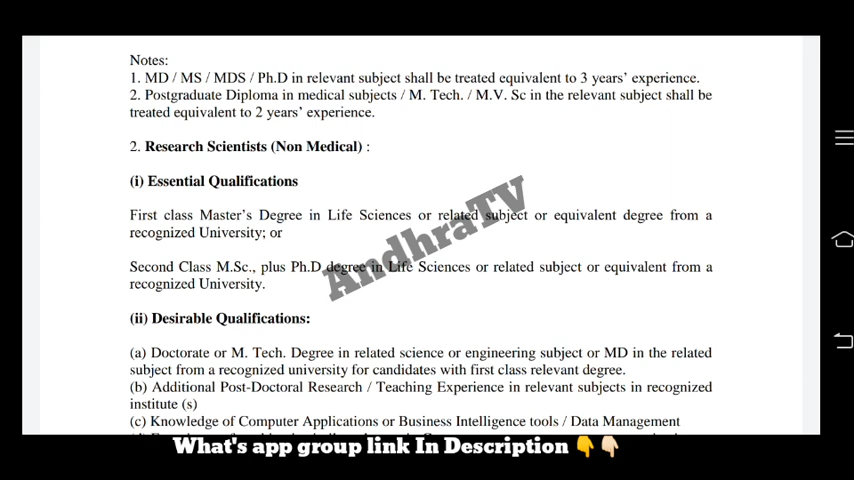 Notes:
1. MD / MS / MDS / Ph.D in relevant subject shall be treated equivalent to 3 years' experience.
2. Postgraduate Diploma in medical subjects / M. Tech. / M.V. Sc in the relevant subject shall be
treated equivalent to 2 years' experience.
2. Research Scientists (Non Medical) :
(i) Essential Qualifications
First class Master's Degree in Life Sciences or related subject or equivalent degree from a
recognized University; or
Second Class M.Sc., plus Ph.D degree in Life Sciences or related subject or equivalent from a
recognized University.
(ii) Desirable Qualifications:
(a) Doctorate or M. Tech. Degree in related science or engineering subject or MD in the related
subject from a recognized university for candidates with first class relevant degree.
(b) Additional Post-Doctoral Research / Teaching Experience in relevant subjects in recognized
institute (s)
(c) Knowledge of Computer Applications or Business Intelligence tools / Data Management
AndhraTV
What's app group link In Description 👇👇🏻